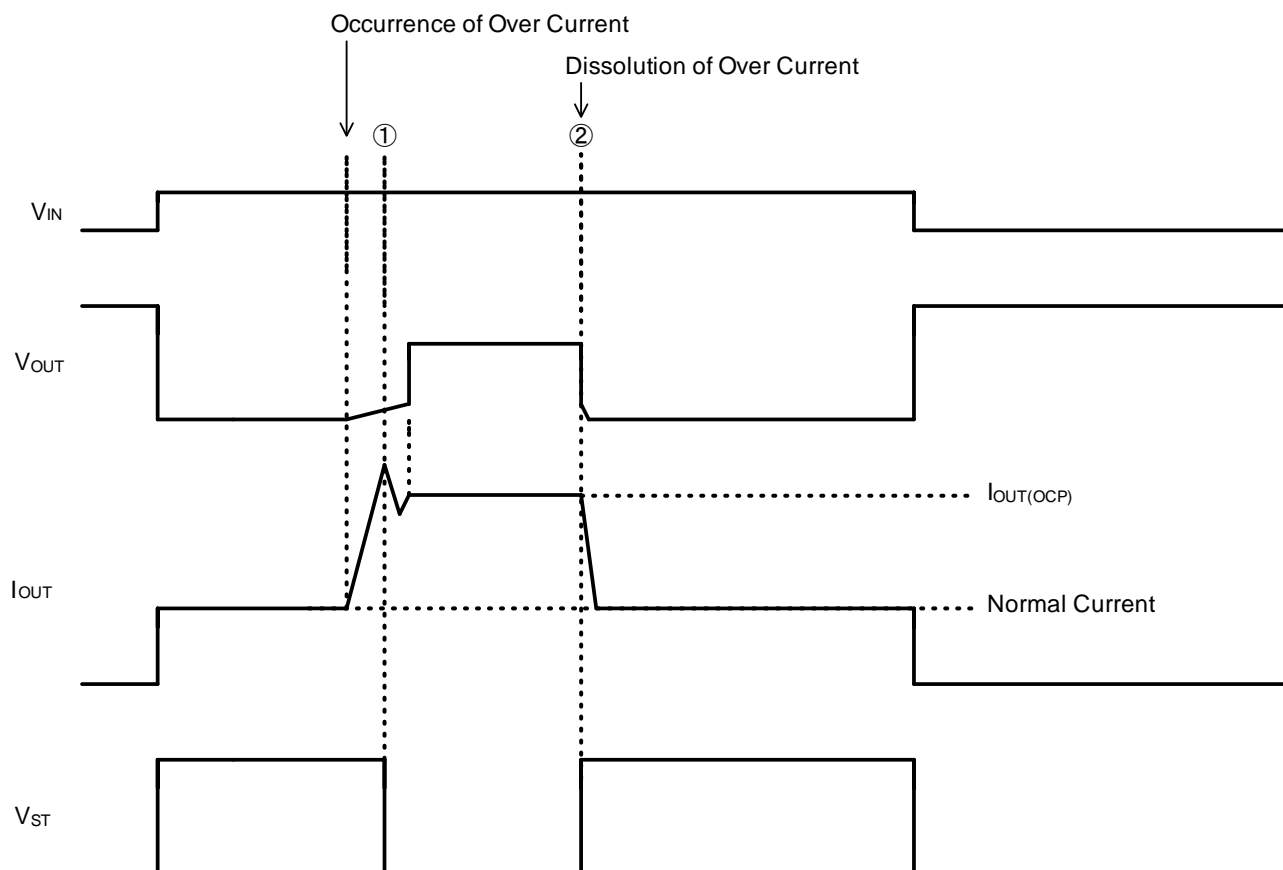 Occurrence of Over Current
Dissolution of Over Current
① ②
VIN
VOUT
IOUT(OCP)
IOUT
Normal Current
VST